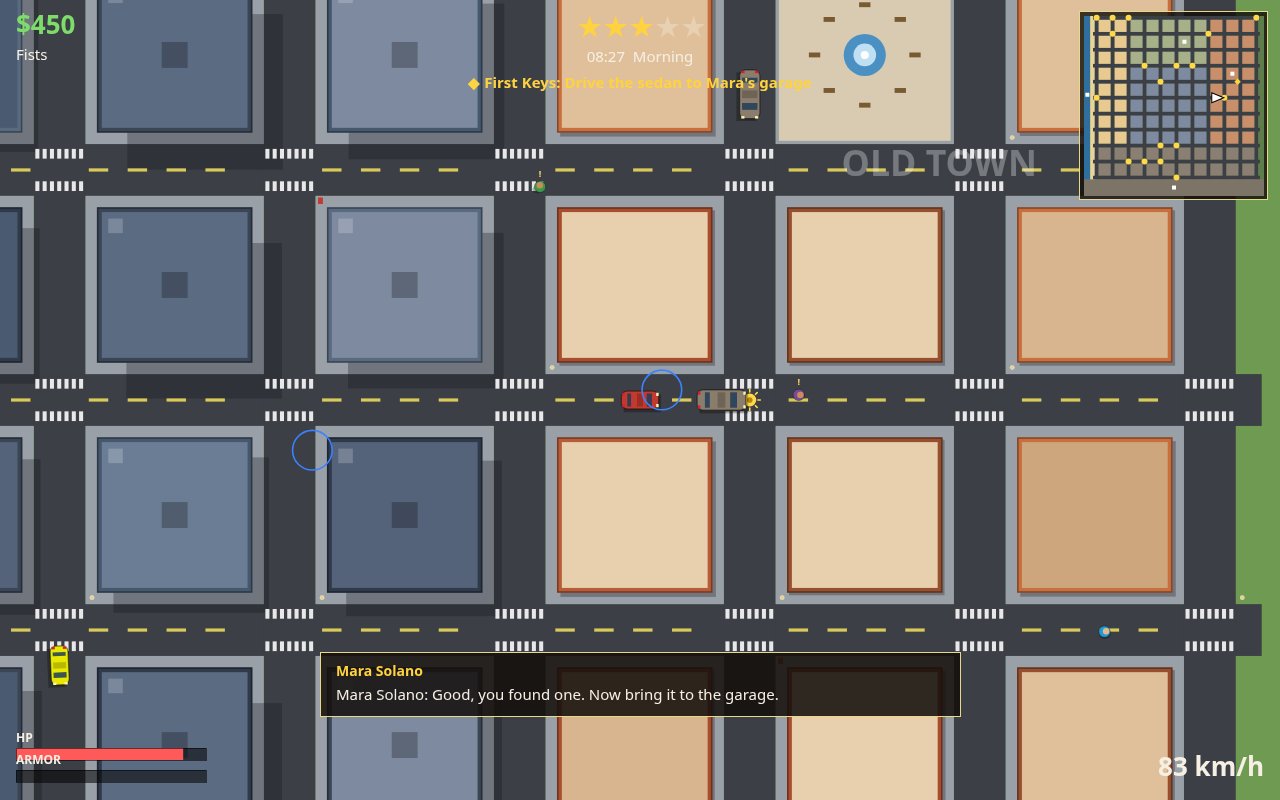 $450
Fists
★★★★★
08:27 Morning
◆ First Keys: Drive the sedan to Mara's garage
OLD TOWN
!
!
Mara Solano
Mara Solano: Good, you found one. Now bring it to the garage.
HP
ARMOR
83 km/h